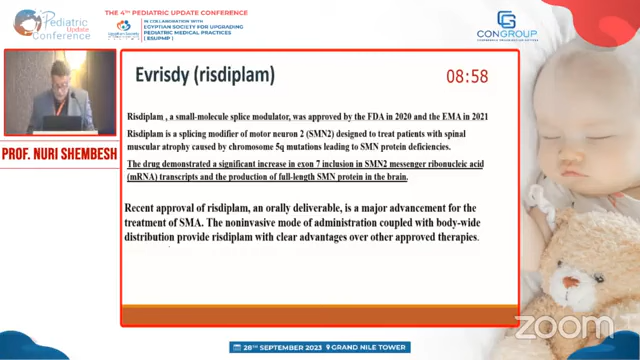 Pediatric
Update
Conference
THE 4TH PEDIATRIC UPDATE CONFERENCE
IN COLLABORATION WITH
EGYPTIAN SOCIETY FOR UPGRADING
PEDIATRIC MEDICAL PRACTICES
(ESUPMP)
CONGROUP
Evrisdy (risdiplam)
08:58
Risdiplam , a small-molecule splice modulator, was approved by the FDA in 2020 and the EMA in 2021
Risdiplam is a splicing modifier of motor neuron 2 (SMN2) designed to treat patients with spinal
muscular atrophy caused by chromosome 5q mutations leading to SMN protein deficiencies.
The drug demonstrated a significant increase in exon 7 inclusion in SMN2 messenger ribonucleic acid
(mRNA) transcripts and the production of full-length SMN protein in the brain.
PROF. NURI SHEMBESH
Recent approval of risdiplam, an orally deliverable, is a major advancement for the
treatment of SMA. The noninvasive mode of administration coupled with body-wide
distribution provide risdiplam with clear advantages over other approved therapies.
zoom
28TH SEPTEMBER 2023 GRAND NILE TOWER